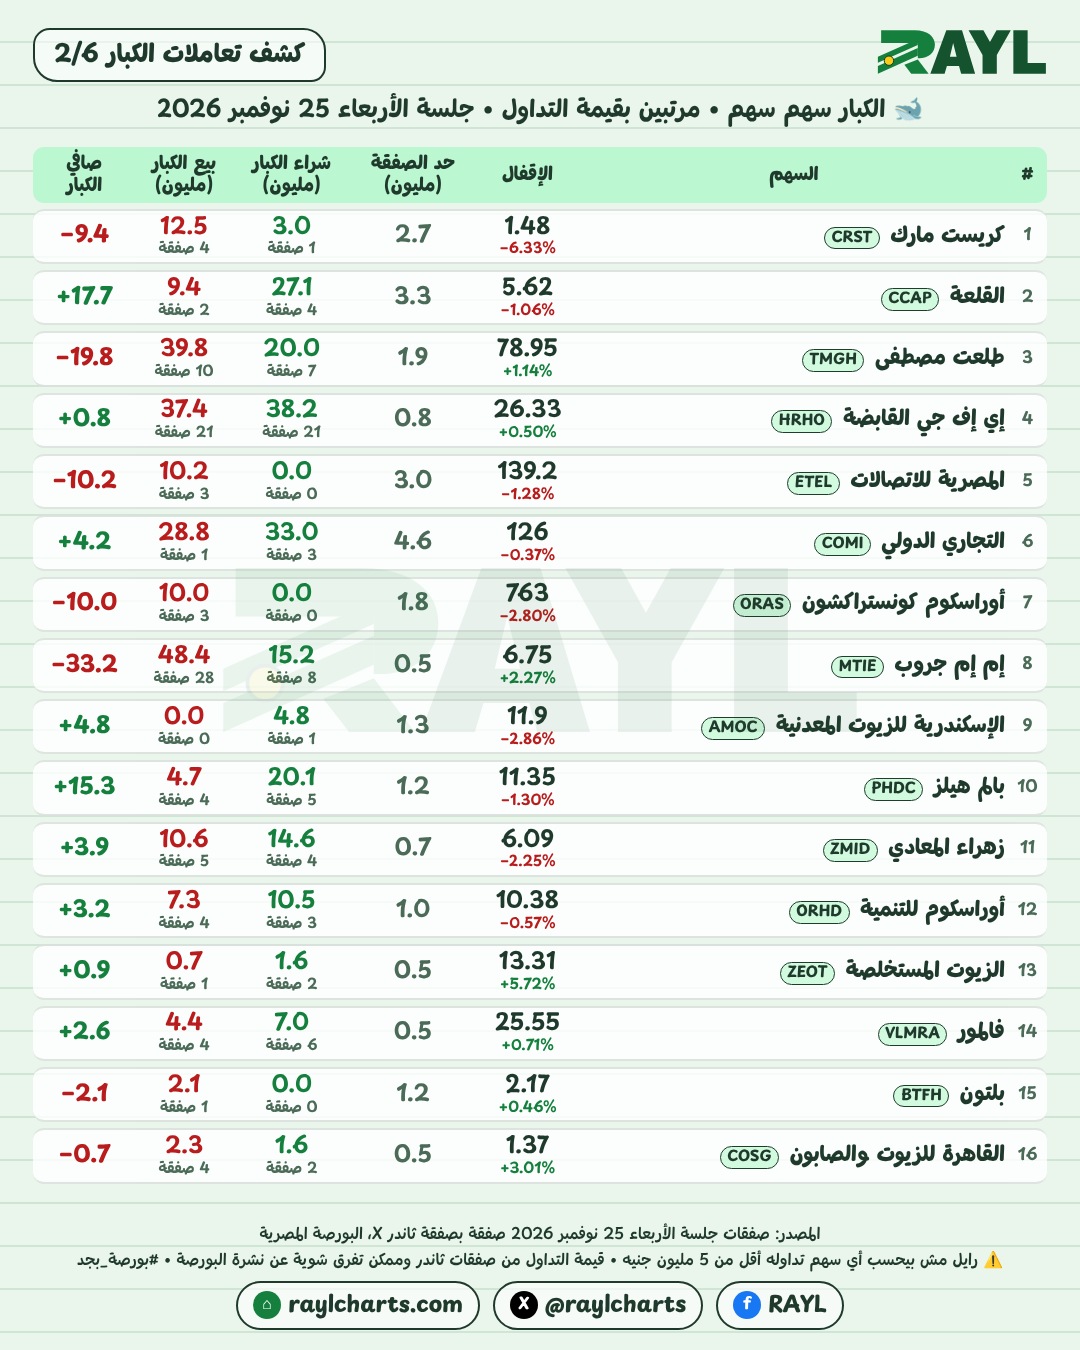 RAYL
كشف تعاملات الكبار 2/6
🐋 الكبار سهم سهم • مرتبين بقيمة التداول • جلسة الأربعاء 25 نوفمبر 2026
# السهم الإقفال حد الصفقة (مليون) شراء الكبار (مليون) بيع الكبار (مليون) صافي الكبار
1 كريست مارك CRST 1.48 −6.33% 2.7 3.0 1 صفقة 12.5 4 صفقة −9.4
2 القلعة CCAP 5.62 −1.06% 3.3 27.1 4 صفقة 9.4 2 صفقة +17.7
3 طلعت مصطفى TMGH 78.95 +1.14% 1.9 20.0 7 صفقة 39.8 10 صفقة −19.8
4 إي إف جي القابضة HRHO 26.33 +0.50% 0.8 38.2 21 صفقة 37.4 21 صفقة +0.8
5 المصرية للاتصالات ETEL 139.2 −1.28% 3.0 0.0 0 صفقة 10.2 3 صفقة −10.2
6 التجاري الدولي COMI 126 −0.37% 4.6 33.0 3 صفقة 28.8 1 صفقة +4.2
7 أوراسكوم كونستراكشون ORAS 763 −2.80% 1.8 0.0 0 صفقة 10.0 3 صفقة −10.0
8 إم إم جروب MTIE 6.75 +2.27% 0.5 15.2 8 صفقة 48.4 28 صفقة −33.2
9 الإسكندرية للزيوت المعدنية AMOC 11.9 −2.86% 1.3 4.8 1 صفقة 0.0 0 صفقة +4.8
10 بالم هيلز PHDC 11.35 −1.30% 1.2 20.1 5 صفقة 4.7 4 صفقة +15.3
11 زهراء المعادي ZMID 6.09 −2.25% 0.7 14.6 4 صفقة 10.6 5 صفقة +3.9
12 أوراسكوم للتنمية ORHD 10.38 −0.57% 1.0 10.5 3 صفقة 7.3 4 صفقة +3.2
13 الزيوت المستخلصة ZEOT 13.31 +5.72% 0.5 1.6 2 صفقة 0.7 1 صفقة +0.9
14 فالمور VLMRA 25.55 +0.71% 0.5 7.0 6 صفقة 4.4 4 صفقة +2.6
15 بلتون BTFH 2.17 +0.46% 1.2 0.0 0 صفقة 2.1 1 صفقة −2.1
16 القاهرة للزيوت والصابون COSG 1.37 +3.01% 0.5 1.6 2 صفقة 2.3 4 صفقة −0.7
المصدر: صفقات جلسة الأربعاء 25 نوفمبر 2026 صفقة بصفقة ثاندر X، البورصة المصرية
⚠️ رايل مش بيحسب أي سهم تداوله أقل من 5 مليون جنيه • قيمة التداول من صفقات ثاندر وممكن تفرق شوية عن نشرة البورصة • #بورصة_بجد
raylcharts.com
@raylcharts
RAYL